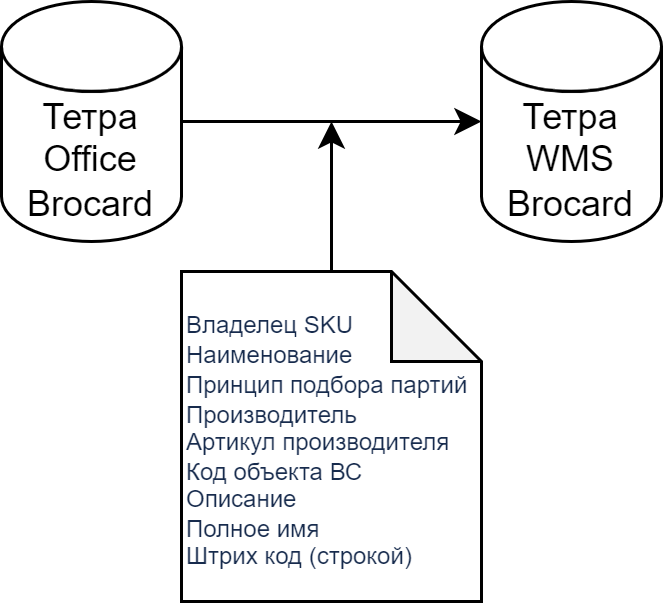 Тетра
Office
Brocard
Тетра
WMS
Brocard
Владелец SKU
Наименование
Принцип подбора партий
Производитель
Артикул производителя
Код объекта ВС
Описание
Полное имя
Штрих код (строкой)